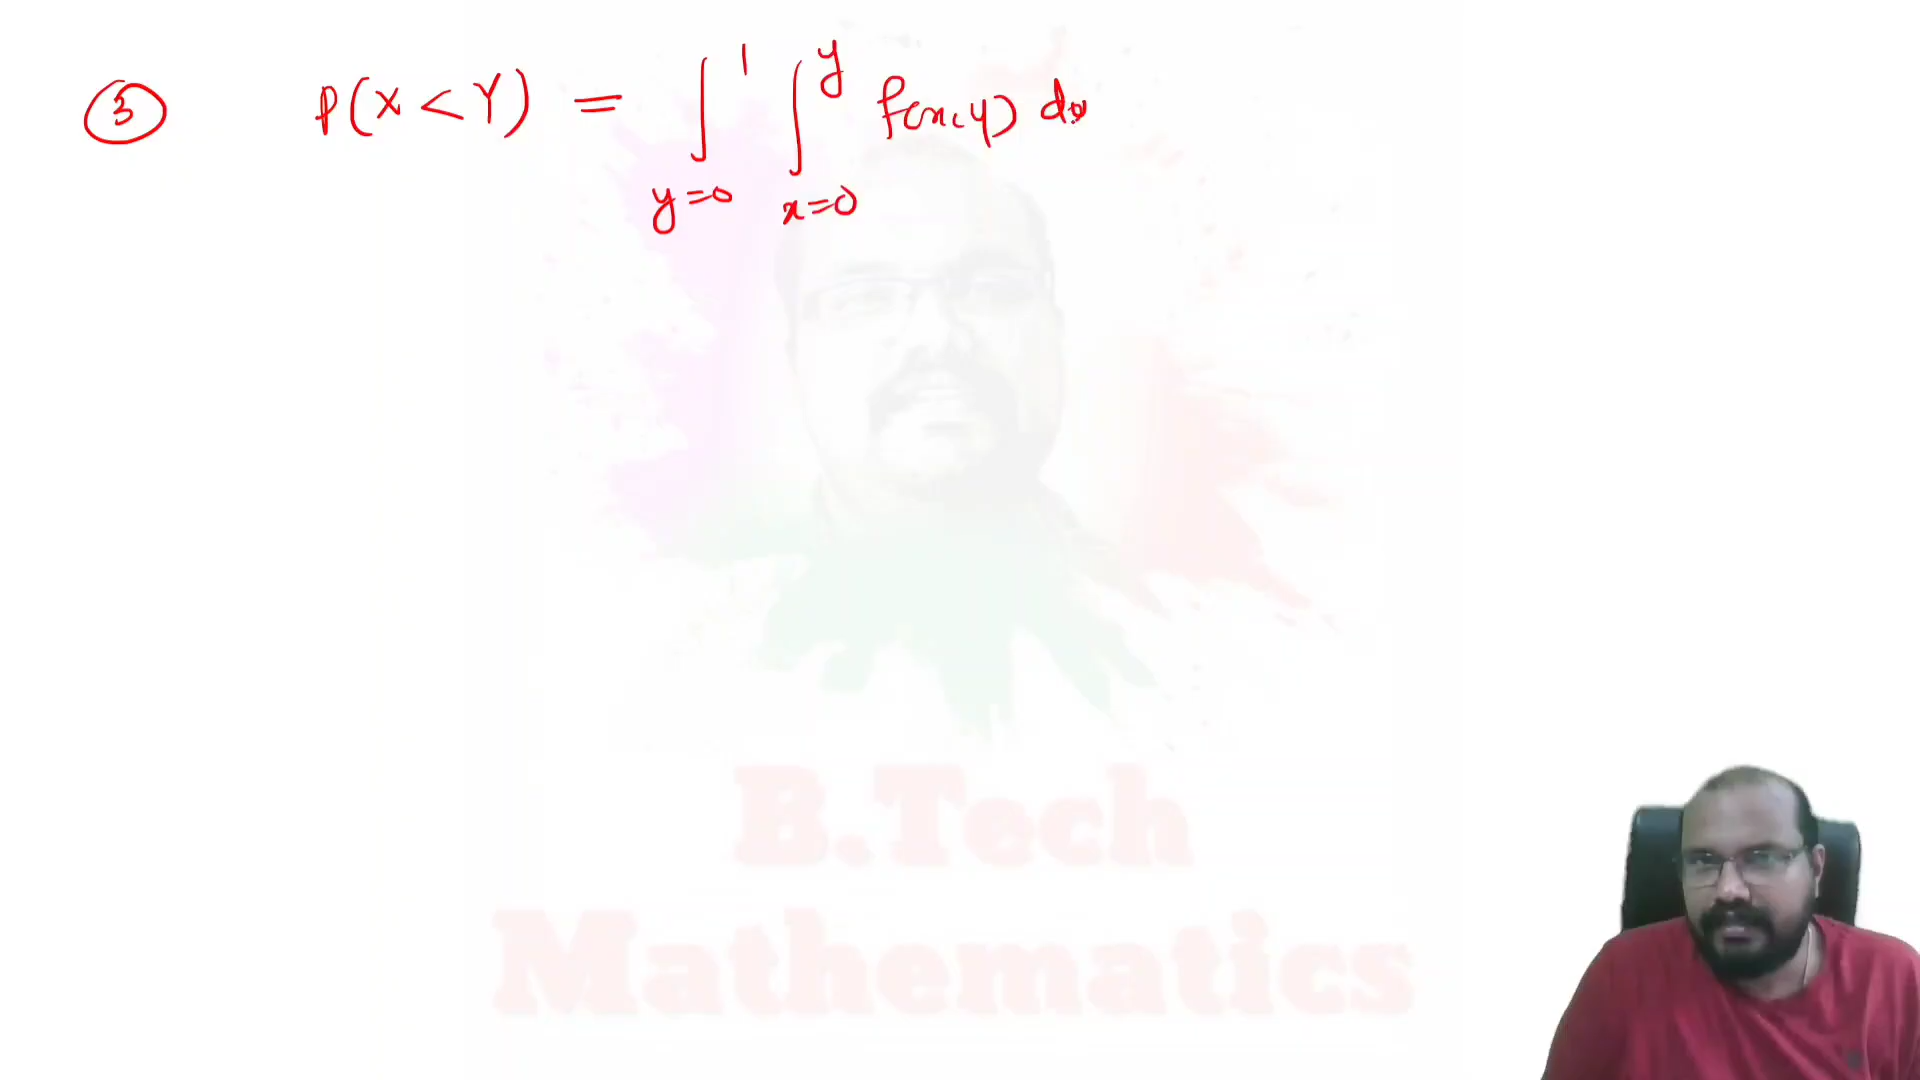 ③ P(X < Y) = ∫_{y=0}^{1} ∫_{x=0}^{y} f(x,y) dx
B.Tech
Mathematics